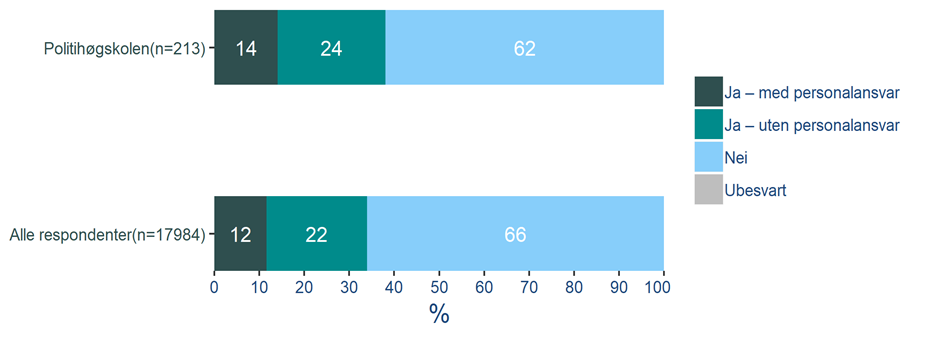 Politihøgskolen(n=213)
14 24 62
Ja – med personalansvar
Ja – uten personalansvar
Nei
Ubesvart
Alle respondenter(n=17984)
12 22 66
0 10 20 30 40 50 60 70 80 90 100
%